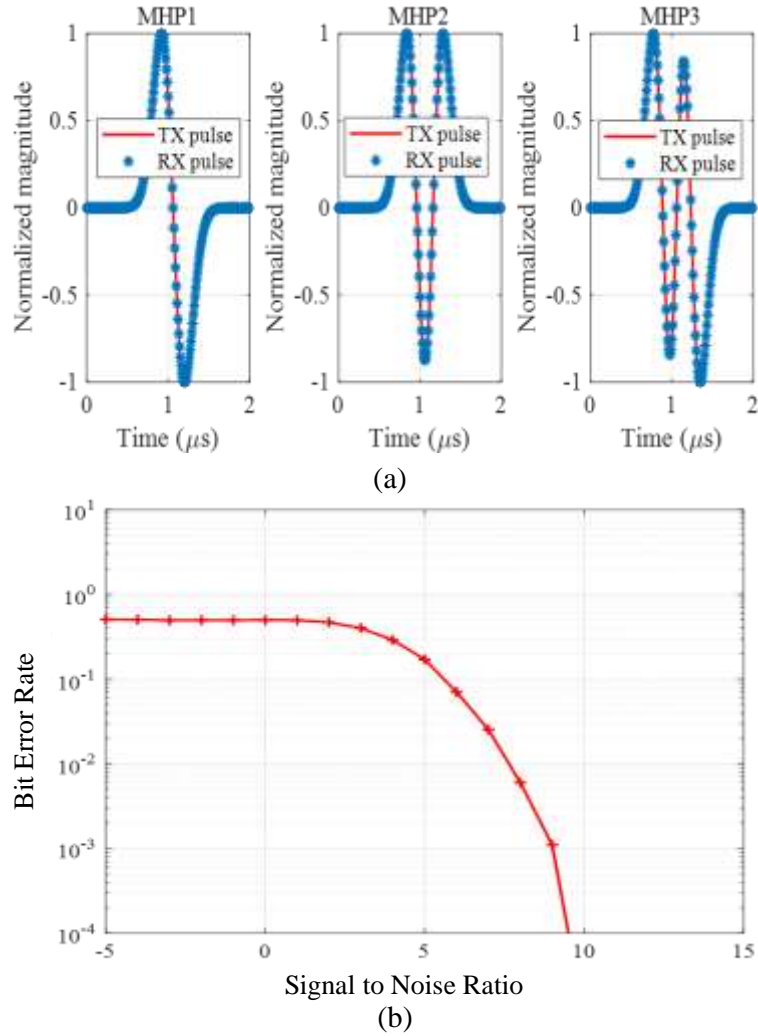 MHP1 MHP2 MHP3
1 1 1
0.5 0.5 0.5
TX pulse TX pulse TX pulse
RX pulse RX pulse RX pulse
0 0 0
-0.5 -0.5 -0.5
-1 -1 -1
0 1 2 0 1 2 0 1 2
Normalized magnitude Normalized magnitude Normalized magnitude
Time (μs) Time (μs) Time (μs)
(a)
10^1
10^0
10^-1
10^-2
10^-3
10^-4
Bit Error Rate
-5 0 5 10 15
Signal to Noise Ratio
(b)